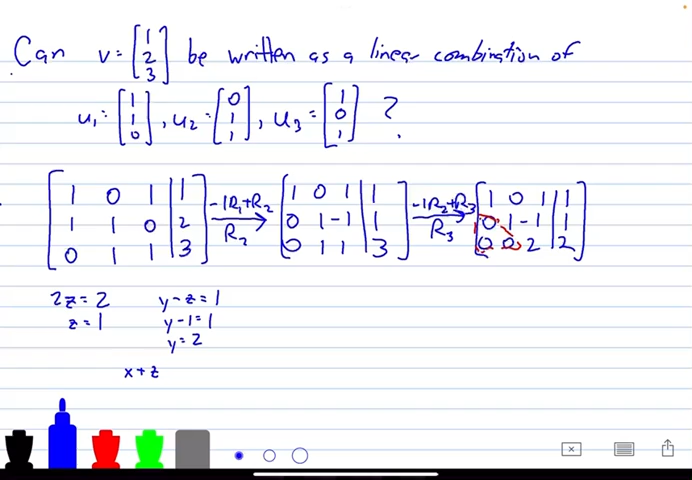 Can v = [1 2 3] be written as a linear combination of
u₁ = [1 1 0], u₂ = [0 1 1], u₃ = [1 0 1] ?
[1 0 1 | 1] -1R₁+R₂ [1 0 1 | 1] -1R₂+R₃ [1 0 1 | 1]
[1 1 0 | 2] R₂ [0 1 -1 | 1] R₃ [0 1 -1 | 1]
[0 1 1 | 3] [0 1 1 | 3] [0 0 2 | 2]
2z = 2 y - z = 1
z = 1 y - 1 = 1
y = 2
x + z